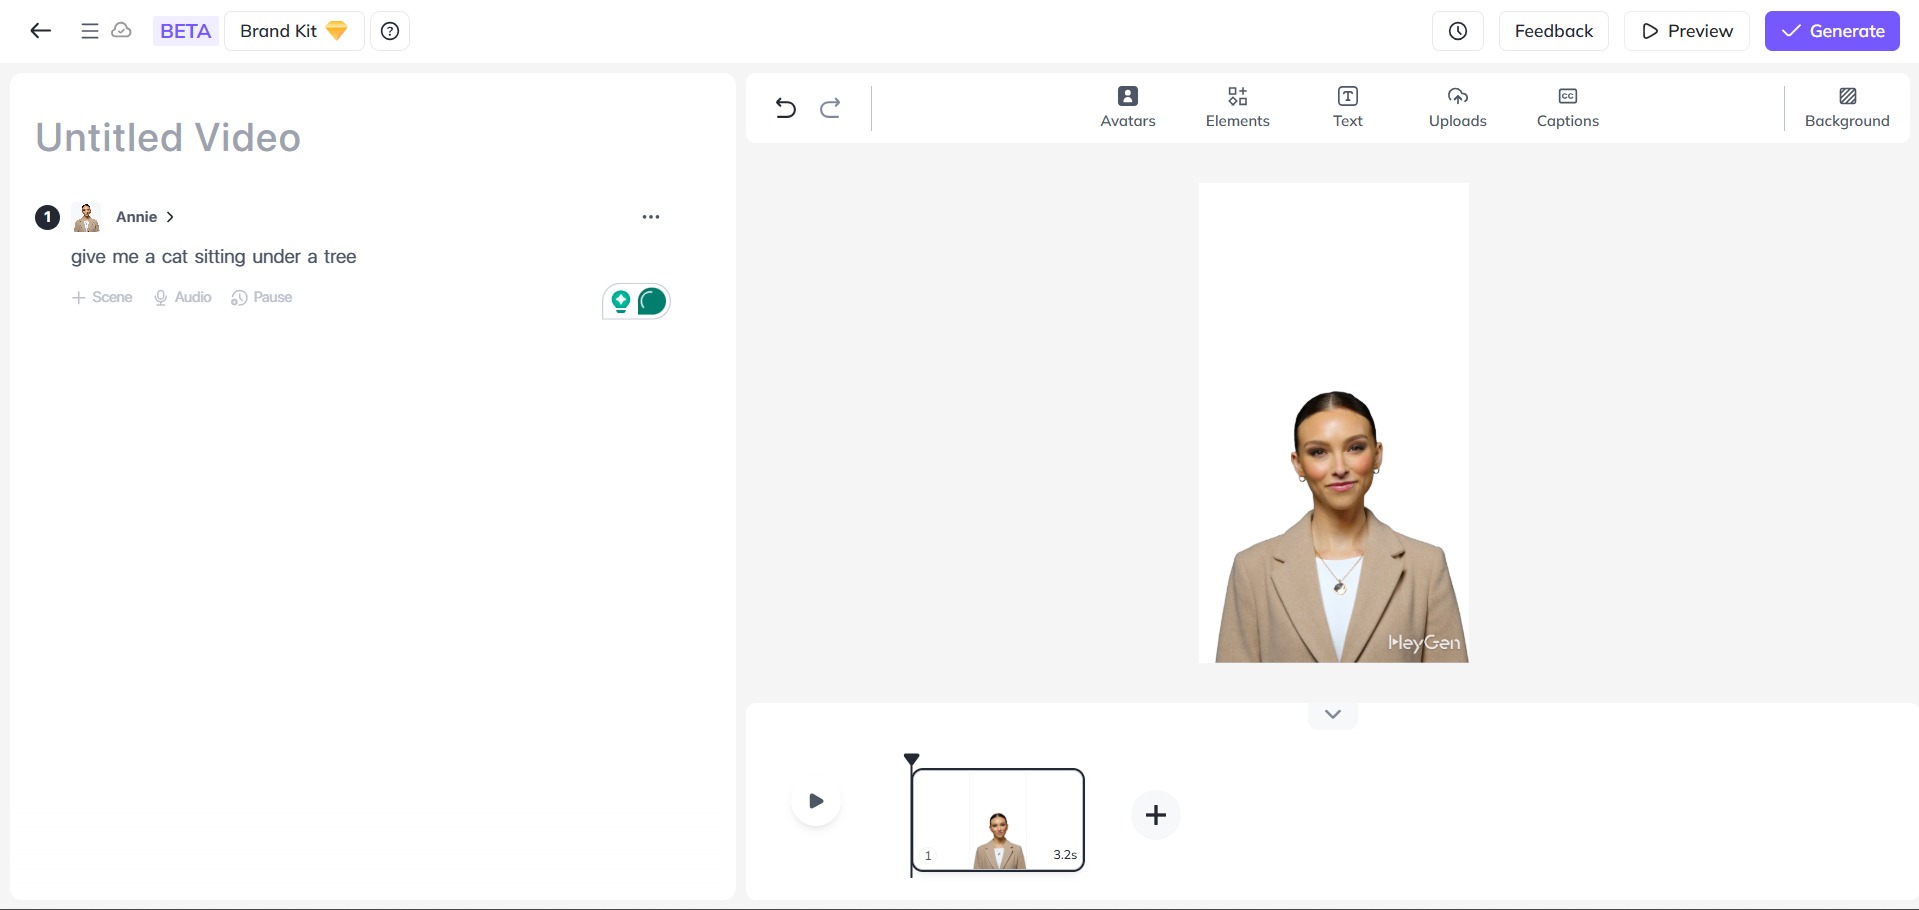 BETA
Brand Kit
Feedback
Preview
Generate
Untitled Video
1
Annie
give me a cat sitting under a tree
Scene
Audio
Pause
Avatars
Elements
T
Text
Uploads
CC
Captions
Background
HeyGen
1
3.2s